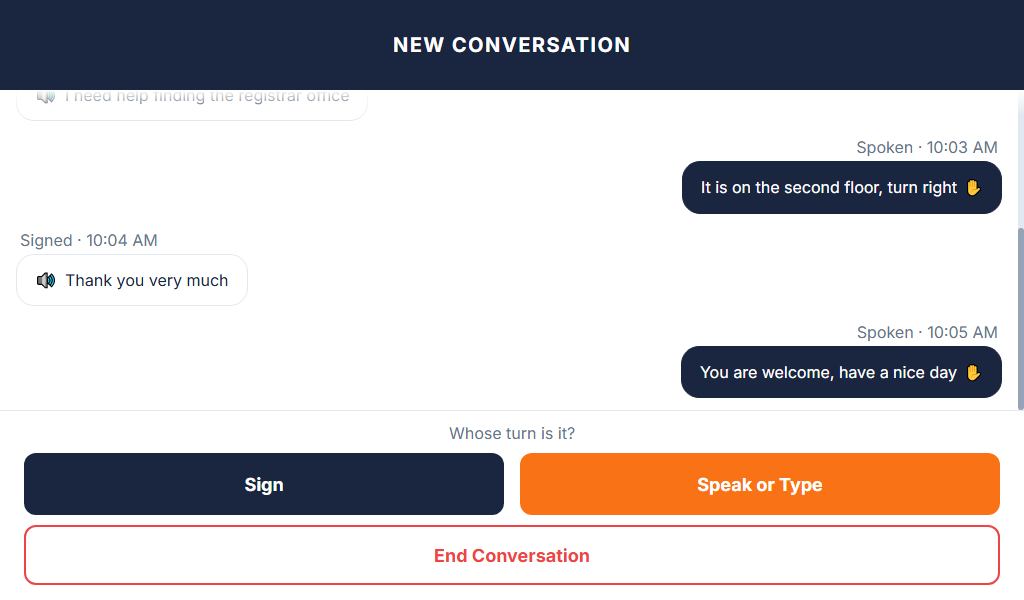 NEW CONVERSATION
I need help finding the registrar office
Spoken · 10:03 AM
It is on the second floor, turn right
Signed · 10:04 AM
Thank you very much
Spoken · 10:05 AM
You are welcome, have a nice day
Whose turn is it?
Sign
Speak or Type
End Conversation